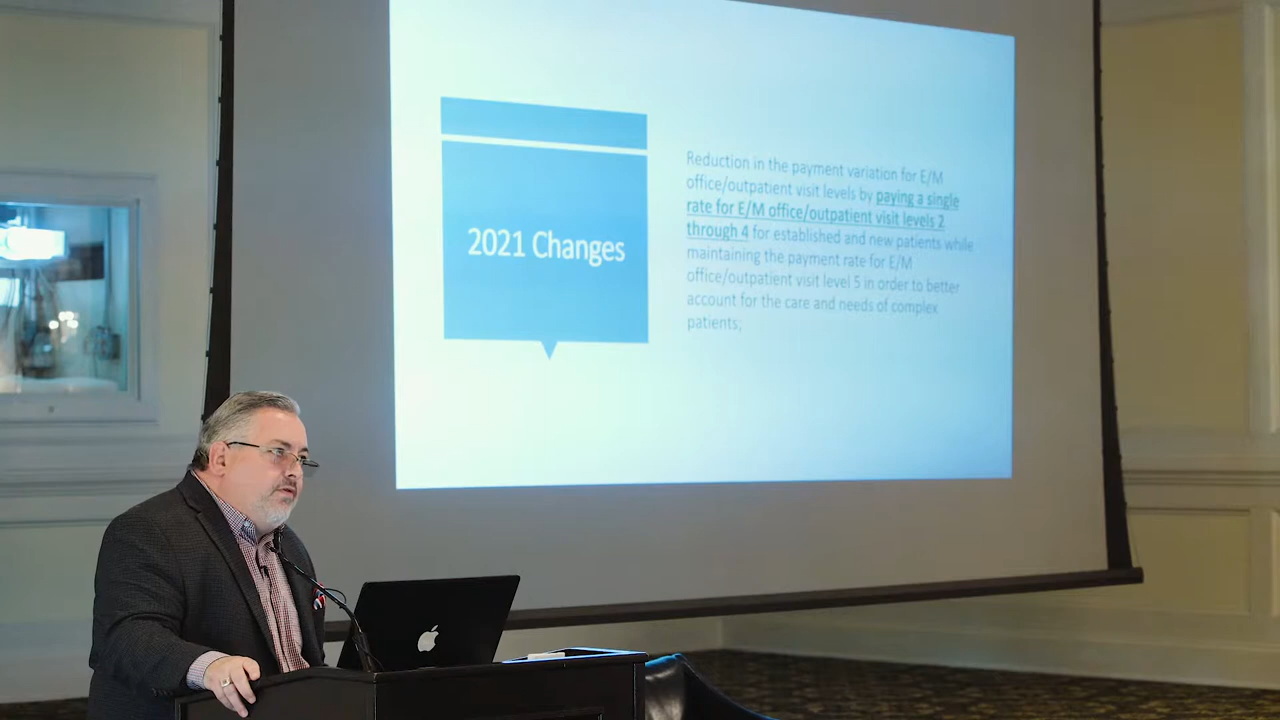 2021 Changes
Reduction in the payment variation for E/M
office/outpatient visit levels by paying a single
rate for E/M office/outpatient visit levels 2
through 4 for established and new patients while
maintaining the payment rate for E/M
office/outpatient visit level 5 in order to better
account for the care and needs of complex
patients;